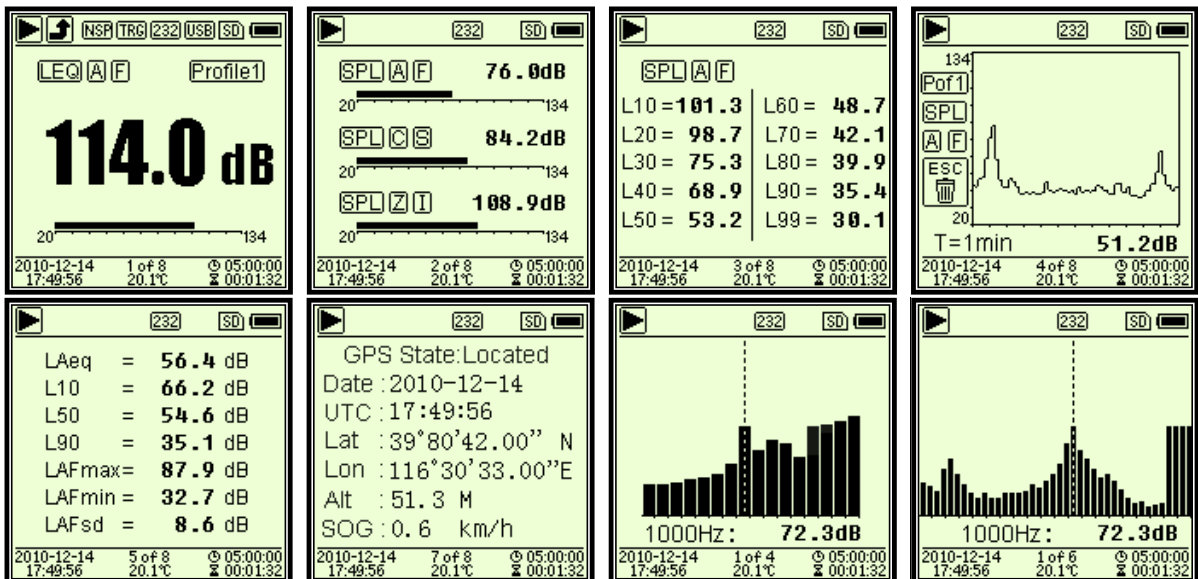 NSP TRG 232 USB SD
LEQ A F Profile1
114.0 dB
20 134
2010-12-14 1 of 8 05:00:00
17:49:56 20.1℃ 00:01:32
232 SD
SPL A F 76.0dB
20 134
SPL C S 84.2dB
20 134
SPL Z I 108.9dB
20 134
2010-12-14 2 of 8 05:00:00
17:49:56 20.1℃ 00:01:32
232 SD
SPL A F
L10 =101.3 L60 = 48.7
L20 = 98.7 L70 = 42.1
L30 = 75.3 L80 = 39.9
L40 = 68.9 L90 = 35.4
L50 = 53.2 L99 = 30.1
2010-12-14 3 of 8 05:00:00
17:49:56 20.1℃ 00:01:32
232 SD
134
Pof1
SPL
A F
ESC
20
T=1min 51.2dB
2010-12-14 4 of 8 05:00:00
17:49:56 20.1℃ 00:01:32
232 SD
LAeq = 56.4 dB
L10 = 66.2 dB
L50 = 54.6 dB
L90 = 35.1 dB
LAFmax= 87.9 dB
LAFmin = 32.7 dB
LAFsd = 8.6 dB
2010-12-14 5 of 8 05:00:00
17:49:56 20.1℃ 00:01:32
232 SD
GPS State:Located
Date :2010-12-14
UTC :17:49:56
Lat :39°80'42.00" N
Lon :116°30'33.00"E
Alt :51.3 M
SOG :0.6 km/h
2010-12-14 7 of 8 05:00:00
17:49:56 20.1℃ 00:01:32
232 SD
1000Hz: 72.3dB
2010-12-14 1 of 4 05:00:00
17:49:56 20.1℃ 00:01:32
232 SD
1000Hz: 72.3dB
2010-12-14 1 of 6 05:00:00
17:49:56 20.1℃ 00:01:32